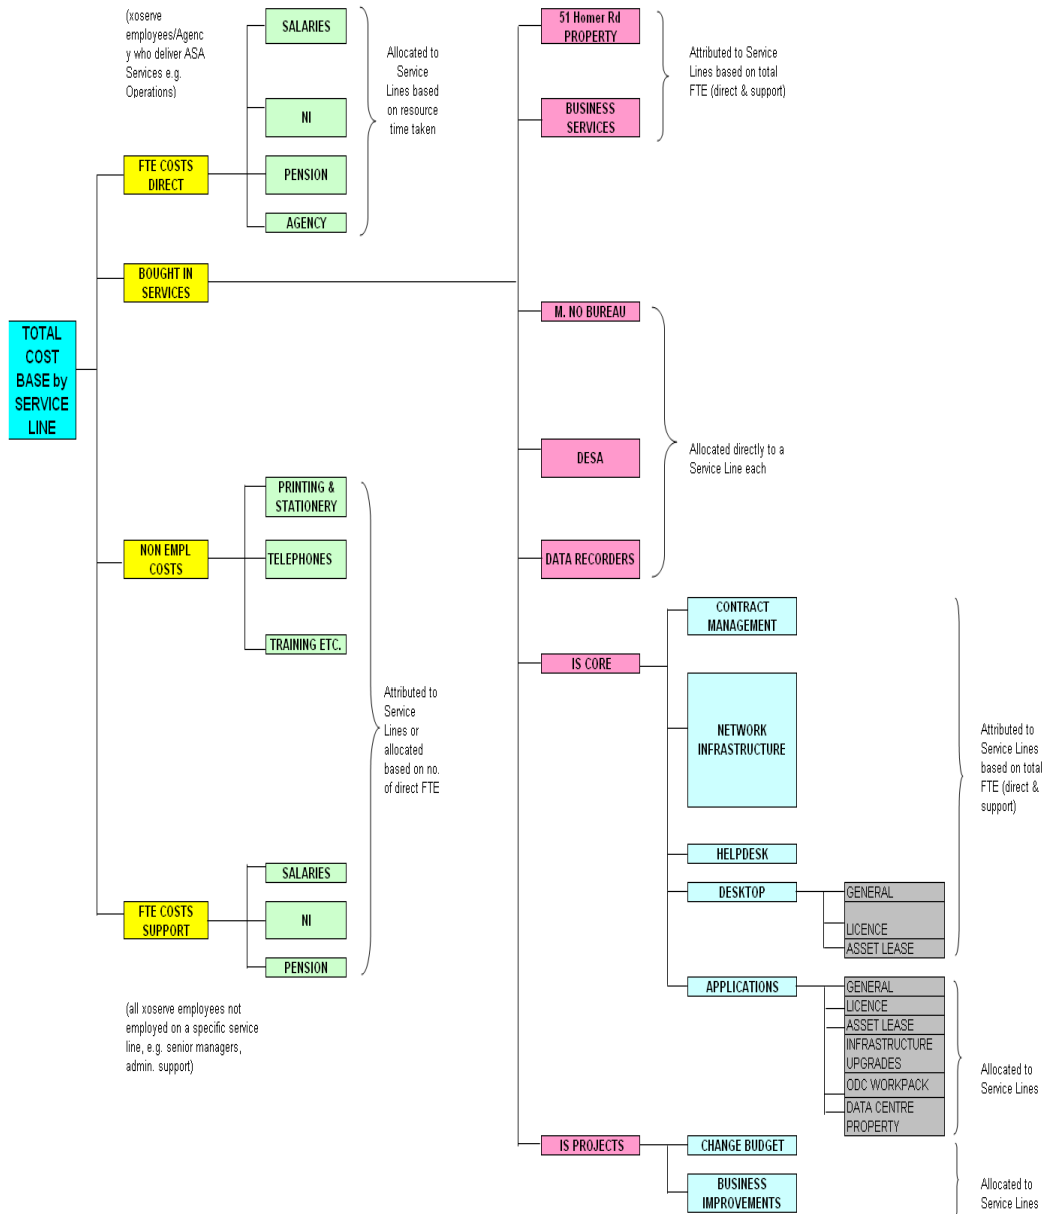 (xoserve
employees/Agenc
y who deliver ASA
Services e.g.
Operations)
SALARIES
NI
PENSION
AGENCY
Allocated to
Service
Lines based
on resource
time taken
51 Homer Rd
PROPERTY
BUSINESS
SERVICES
Attributed to Service
Lines based on total
FTE (direct & support)
FTE COSTS
DIRECT
BOUGHT IN
SERVICES
TOTAL
COST
BASE by
SERVICE
LINE
M. NO BUREAU
DESA
DATA RECORDERS
Allocated directly to a
Service Line each
PRINTING &
STATIONERY
TELEPHONES
TRAINING ETC.
NON EMPL
COSTS
Attributed to
Service
Lines or
allocated
based on no.
of direct FTE
SALARIES
NI
PENSION
FTE COSTS
SUPPORT
(all xoserve employees not
employed on a specific service
line, e.g. senior managers,
admin. support)
IS CORE
CONTRACT
MANAGEMENT
NETWORK
INFRASTRUCTURE
HELPDESK
DESKTOP
GENERAL
LICENCE
ASSET LEASE
Attributed to
Service Lines
based on total
FTE (direct &
support)
APPLICATIONS
GENERAL
LICENCE
ASSET LEASE
INFRASTRUCTURE
UPGRADES
ODC WORKPACK
DATA CENTRE
PROPERTY
Allocated to
Service Lines
IS PROJECTS
CHANGE BUDGET
BUSINESS
IMPROVEMENTS
Allocated to
Service Lines